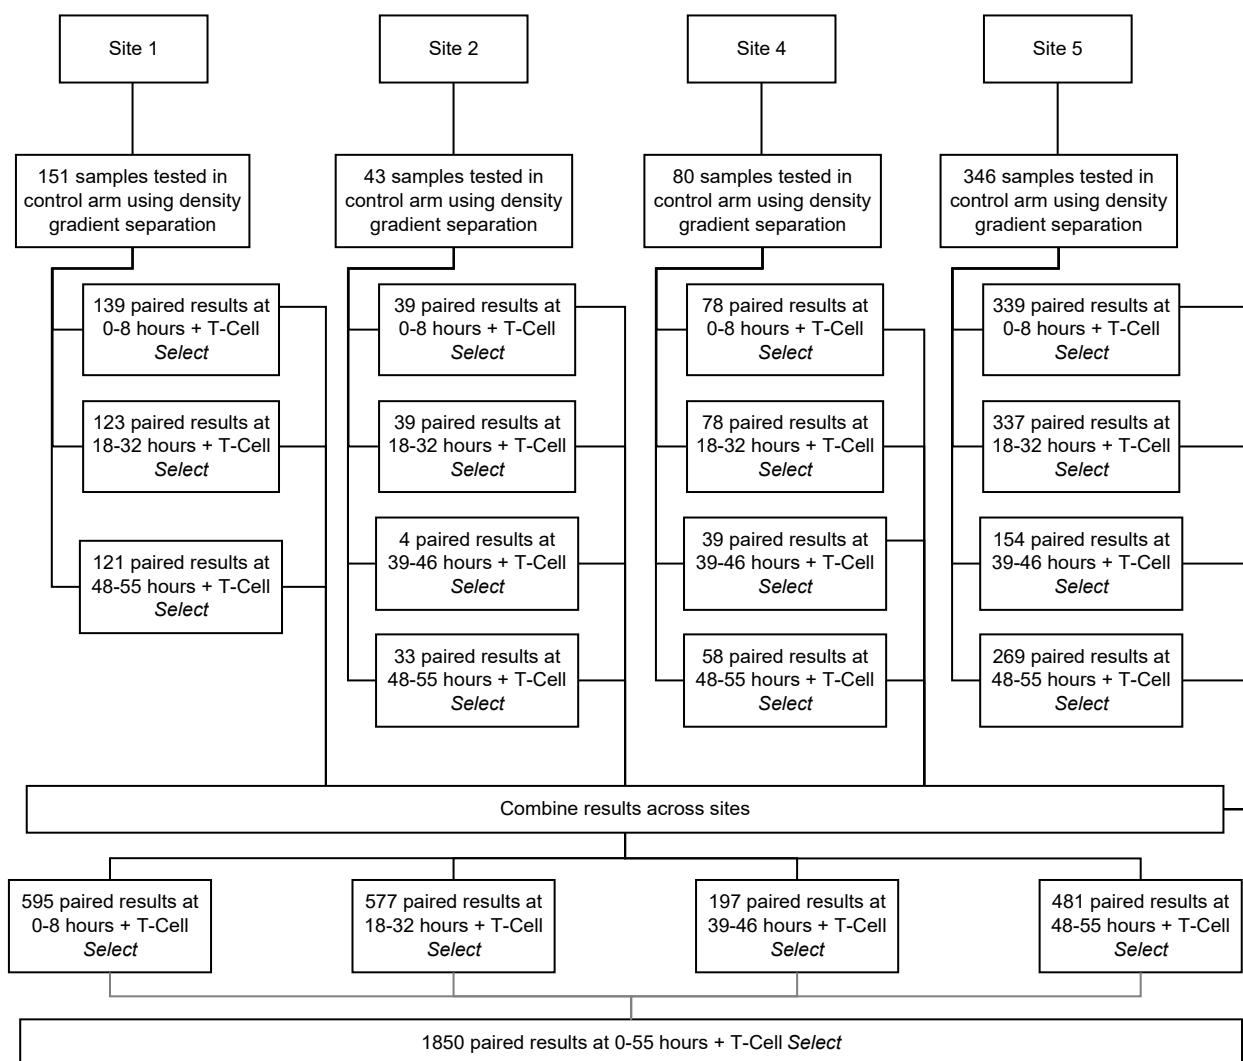 Site 1
Site 2
Site 4
Site 5
151 samples tested in
control arm using density
gradient separation
43 samples tested in
control arm using density
gradient separation
80 samples tested in
control arm using density
gradient separation
346 samples tested in
control arm using density
gradient separation
139 paired results at
0-8 hours + T-Cell
Select
39 paired results at
0-8 hours + T-Cell
Select
78 paired results at
0-8 hours + T-Cell
Select
339 paired results at
0-8 hours + T-Cell
Select
123 paired results at
18-32 hours + T-Cell
Select
39 paired results at
18-32 hours + T-Cell
Select
78 paired results at
18-32 hours + T-Cell
Select
337 paired results at
18-32 hours + T-Cell
Select
4 paired results at
39-46 hours + T-Cell
Select
39 paired results at
39-46 hours + T-Cell
Select
154 paired results at
39-46 hours + T-Cell
Select
121 paired results at
48-55 hours + T-Cell
Select
33 paired results at
48-55 hours + T-Cell
Select
58 paired results at
48-55 hours + T-Cell
Select
269 paired results at
48-55 hours + T-Cell
Select
Combine results across sites
595 paired results at
0-8 hours + T-Cell
Select
577 paired results at
18-32 hours + T-Cell
Select
197 paired results at
39-46 hours + T-Cell
Select
481 paired results at
48-55 hours + T-Cell
Select
1850 paired results at 0-55 hours + T-Cell Select